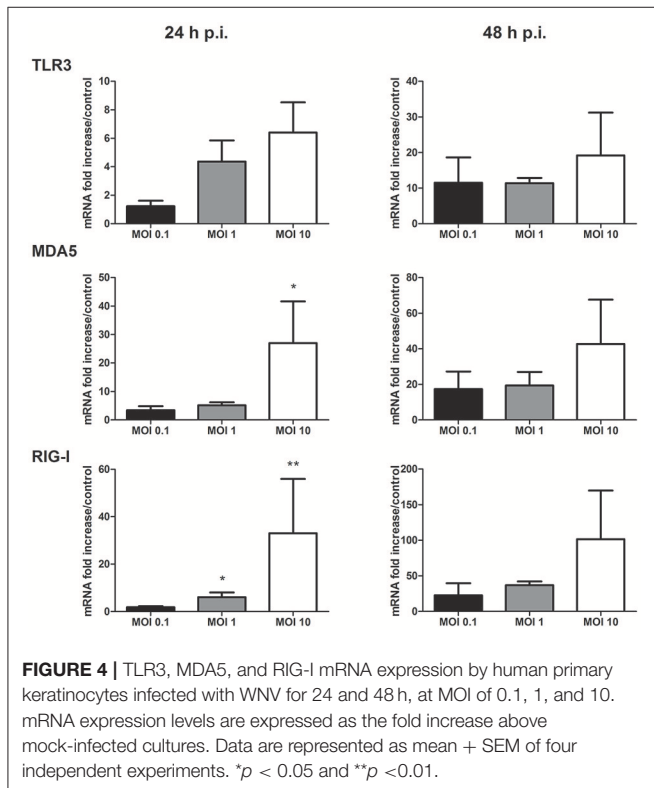 24 h p.i.
48 h p.i.
TLR3
mRNA fold increase/control
10
8
6
4
2
0
MOI 0.1 MOI 1 MOI 10
mRNA fold increase/control
40
30
20
10
0
MOI 0.1 MOI 1 MOI 10
MDA5
mRNA fold increase/control
50
40
30
20
10
0
*
MOI 0.1 MOI 1 MOI 10
mRNA fold increase/control
80
60
40
20
0
MOI 0.1 MOI 1 MOI 10
RIG-I
mRNA fold increase/control
60
40
20
0
*
**
MOI 0.1 MOI 1 MOI 10
mRNA fold increase/control
200
150
100
50
0
MOI 0.1 MOI 1 MOI 10
FIGURE 4 | TLR3, MDA5, and RIG-I mRNA expression by human primary
keratinocytes infected with WNV for 24 and 48 h, at MOI of 0.1, 1, and 10.
mRNA expression levels are expressed as the fold increase above
mock-infected cultures. Data are represented as mean + SEM of four
independent experiments. *p < 0.05 and **p <0.01.